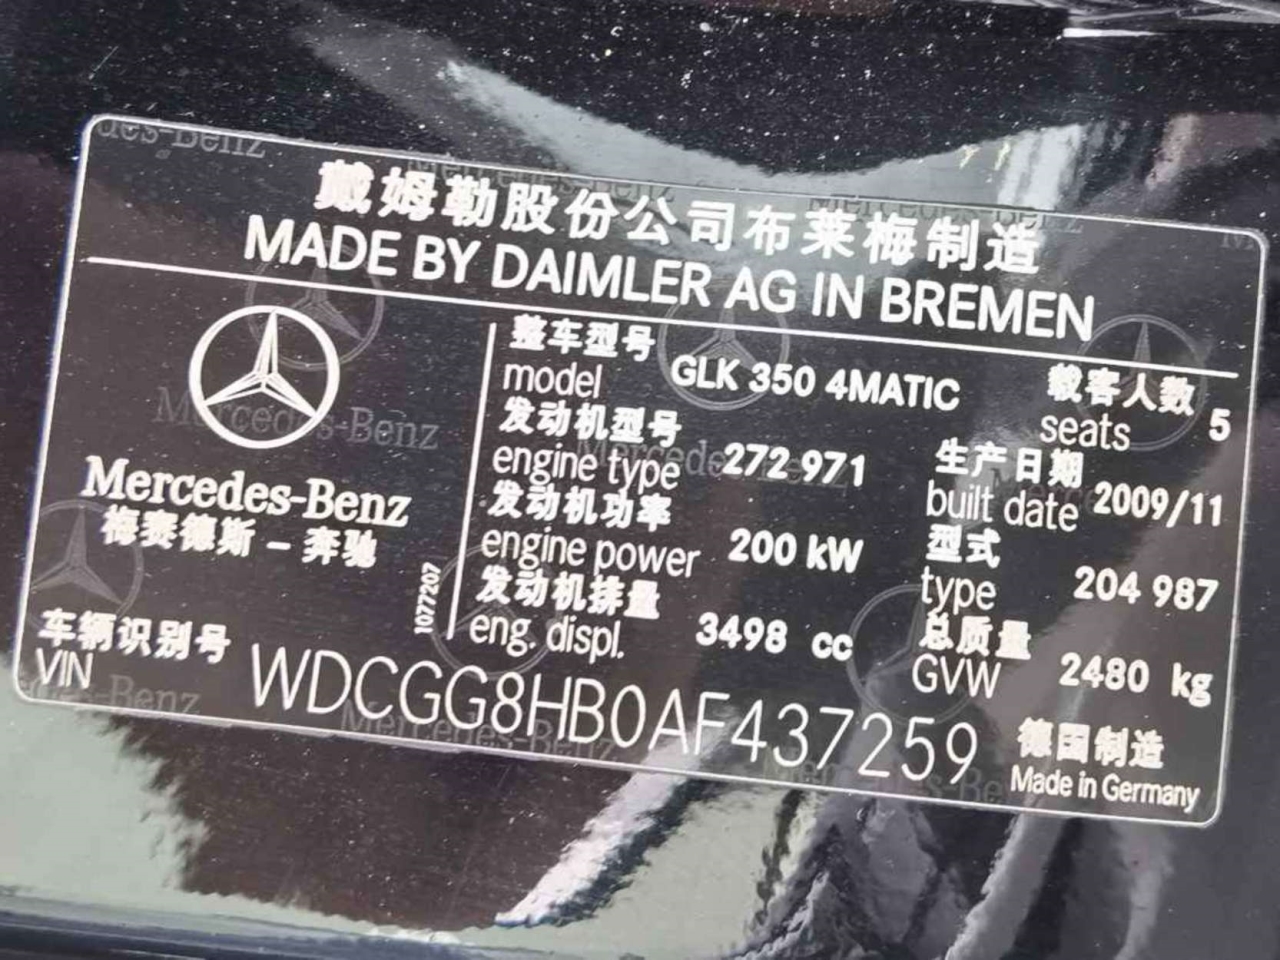 戴姆勒股份公司布莱梅制造
MADE BY DAIMLER AG IN BREMEN
Mercedes-Benz
梅赛德斯－奔驰
1077207
整车型号
model GLK 350 4MATIC
载客人数
seats 5
发动机型号
engine type 272 971
生产日期
built date 2009/11
发动机功率
engine power 200 kW
型式
type 204 987
发动机排量
eng. displ. 3498 cc
总质量
GVW 2480 kg
车辆识别号
VIN WDCGG8HB0AF437259
德国制造
Made in Germany